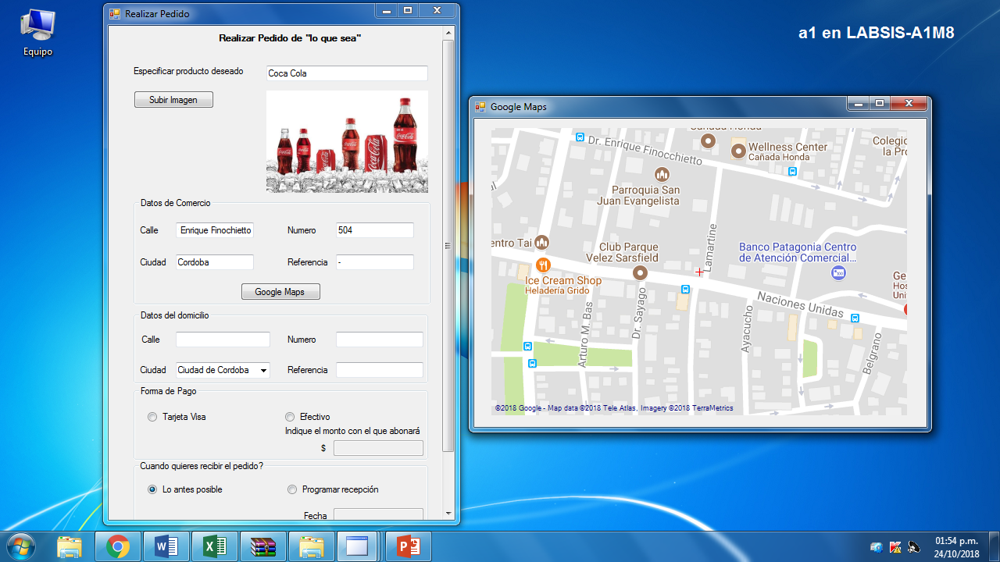 Equipo
Realizar Pedido
Realizar Pedido de "lo que sea"
Especificar producto deseado
Coca Cola
Subir Imagen
Coca-Cola
Datos de Comercio
Calle
Enrique Finochietto
Numero
504
Ciudad
Cordoba
Referencia
-
Google Maps
Datos del domicilio
Calle
Numero
Ciudad
Ciudad de Cordoba
Referencia
Forma de Pago
Tarjeta Visa
Efectivo
Indique el monto con el que abonará
$
Cuando quieres recibir el pedido?
Lo antes posible
Programar recepción
Fecha
a1 en LABSIS-A1M8
Google Maps
Cañada Honda
Dr. Enrique Finocchietto
Wellness Center
Cañada Honda
Colegio
la Pro
Parroquia San
Juan Evangelista
entro Tai
Club Parque
Velez Sarsfield
Lamartine
Banco Patagonia Centro
de Atención Comercial...
Ice Cream Shop
Heladería Grido
Ge
Hos
Uni
Naciones Unidas
Arturo M. Bas
Dr. Sayago
Ayacucho
Belgrano
©2018 Google - Map data ©2018 Tele Atlas, Imagery ©2018 TerraMetrics
01:54 p.m.
24/10/2018